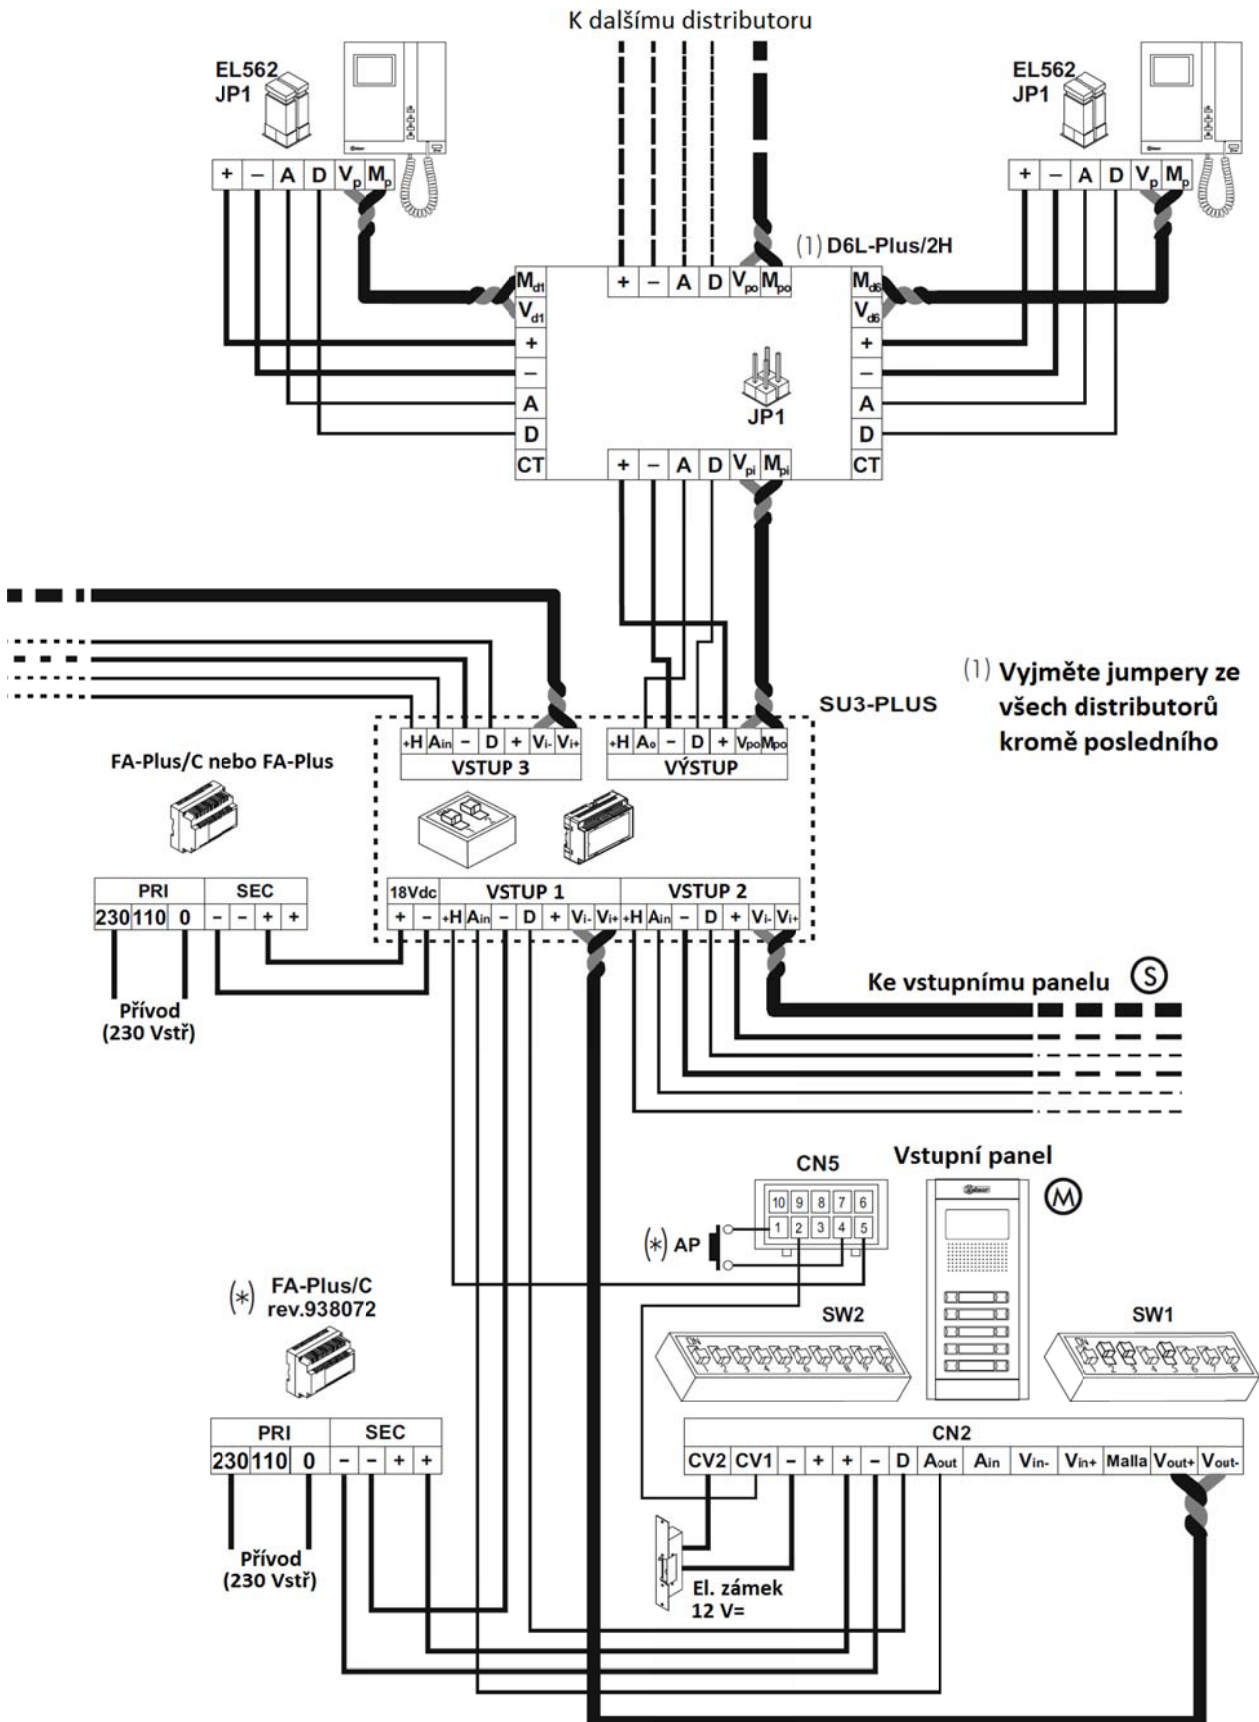 K dalšímu distributoru
EL562
JP1
EL562
JP1
+ – A D Vp Mp
+ – A D Vp Mp
(1) D6L-Plus/2H
+ – A D Vpo Mpo
Md1
Vd1
+
–
A
D
CT
Md6
Vd6
+
–
A
D
CT
JP1
+ – A D Vpi Mpi
(1) Vyjměte jumpery ze
všech distributorů
kromě posledního
SU3-PLUS
+H Ain – D + Vi- Vi+
VSTUP 3
+H Ao – D + Vpo Mpo
VÝSTUP
FA-Plus/C nebo FA-Plus
PRI SEC
230 110 0 – – + +
Přívod
(230 Vstř)
18Vdc VSTUP 1 VSTUP 2
+ – +H Ain – D + Vi- Vi+ +H Ain – D + Vi- Vi+
Ke vstupnímu panelu S
CN5
10 9 8 7 6
1 2 3 4 5
(*) AP
Vstupní panel
M
(*) FA-Plus/C
rev.938072
SW2
SW1
PRI SEC
230 110 0 – – + +
Přívod
(230 Vstř)
CN2
CV2 CV1 – + + – D Aout Ain Vin- Vin+ Malla Vout+ Vout-
El. zámek
12 V=